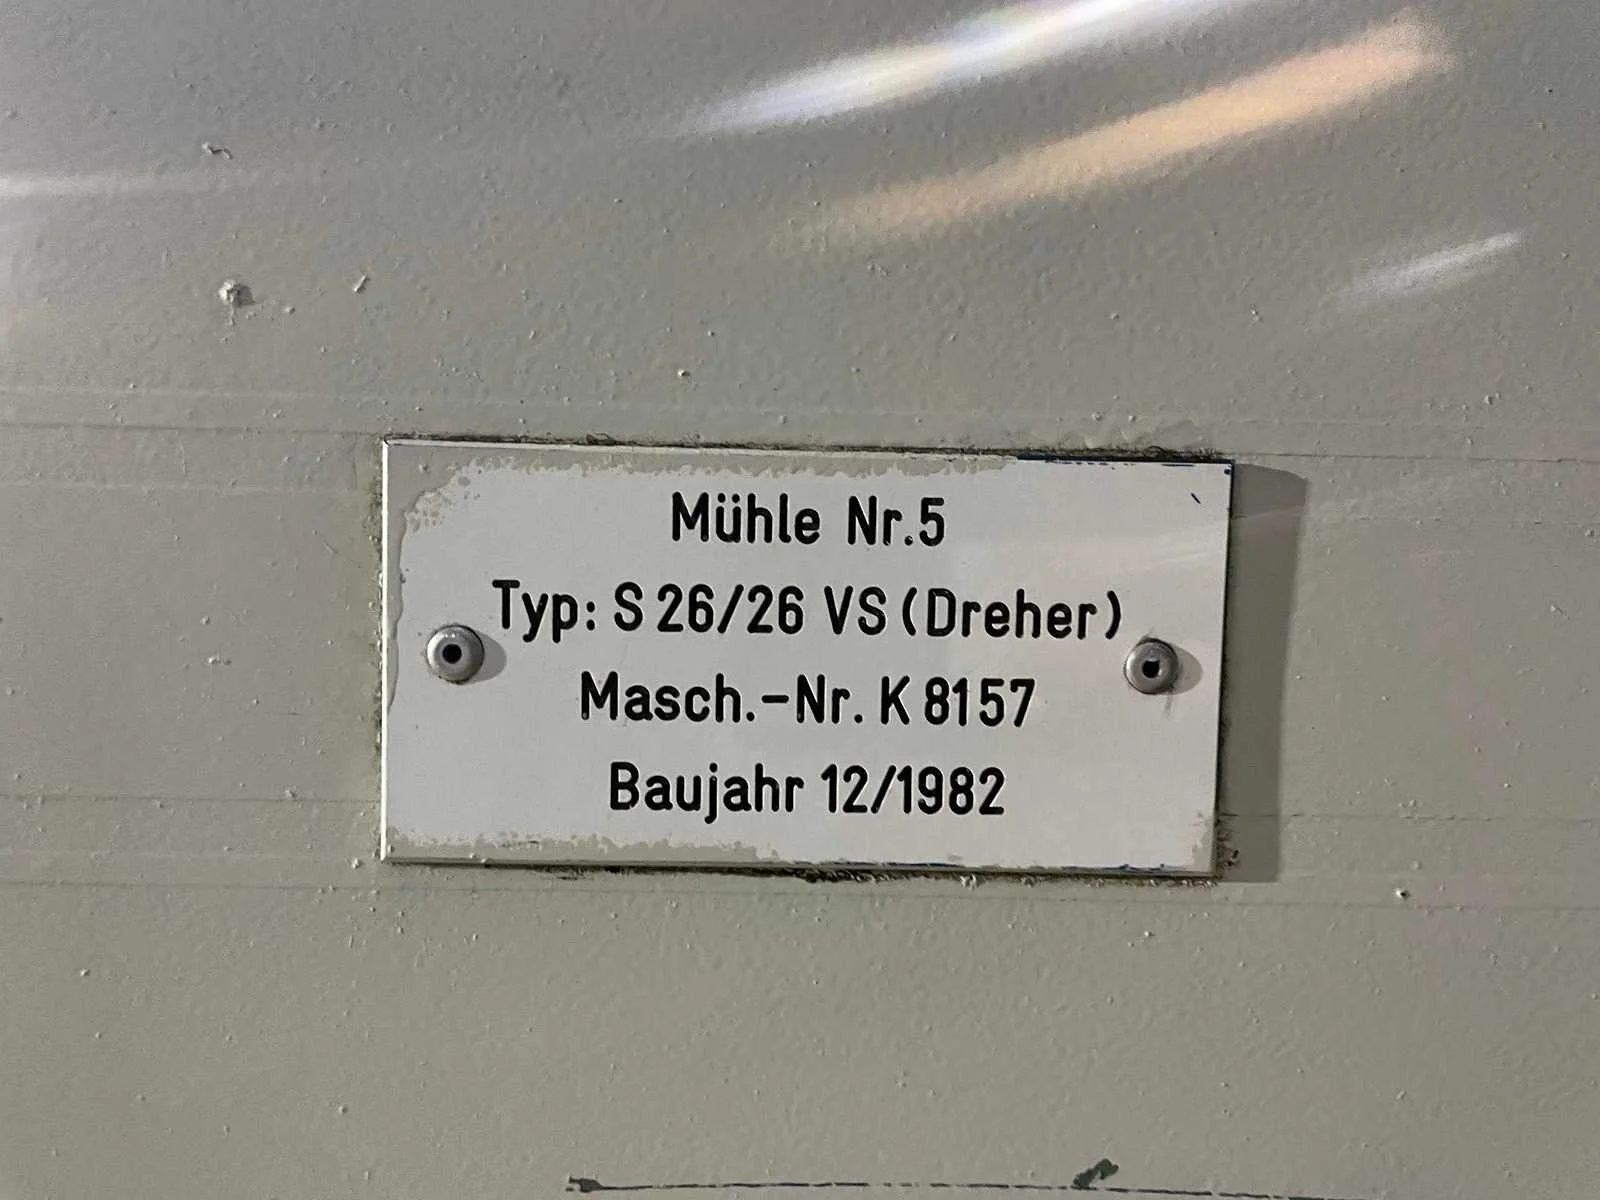 Mühle Nr.5
Typ: S 26/26 VS (Dreher)
Masch.-Nr. K 8157
Baujahr 12/1982